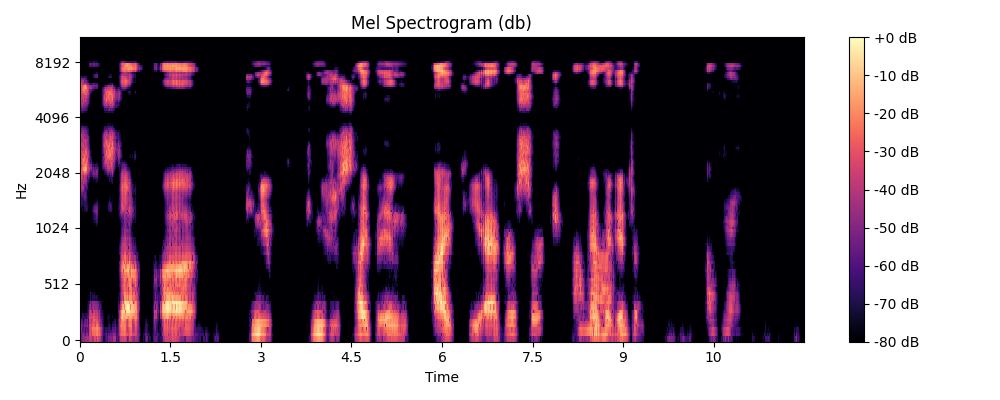 Mel Spectrogram (db)
8192
4096
2048
1024
512
0
Hz
0 1.5 3 4.5 6 7.5 9 10
Time
+0 dB
-10 dB
-20 dB
-30 dB
-40 dB
-50 dB
-60 dB
-70 dB
-80 dB